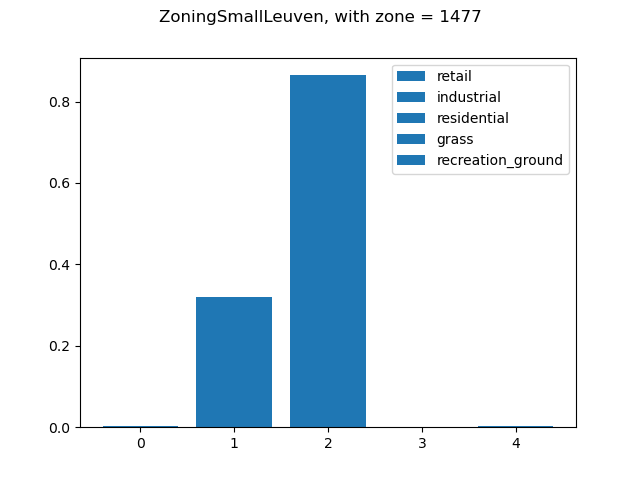 ZoningSmallLeuven, with zone = 1477
retail
industrial
residential
grass
recreation_ground
0.8
0.6
0.4
0.2
0.0
0 1 2 3 4